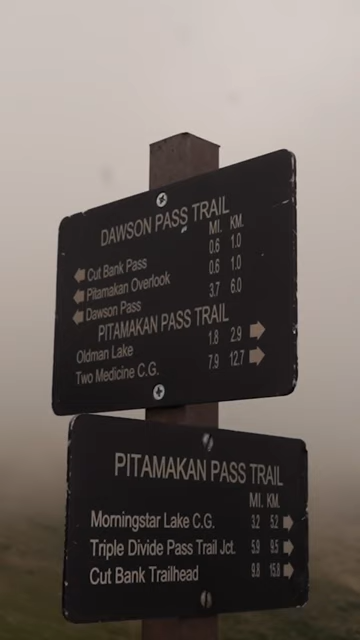 DAWSON PASS TRAIL
MI. KM.
Cut Bank Pass 0.6 1.0
Pitamakan Overlook 0.6 1.0
Dawson Pass 3.7 6.0
PITAMAKAN PASS TRAIL
Oldman Lake 1.8 2.9
Two Medicine C.G. 7.9 12.7
PITAMAKAN PASS TRAIL
MI. KM.
Morningstar Lake C.G. 3.2 5.2
Triple Divide Pass Trail Jct. 5.9 9.5
Cut Bank Trailhead 9.8 15.8